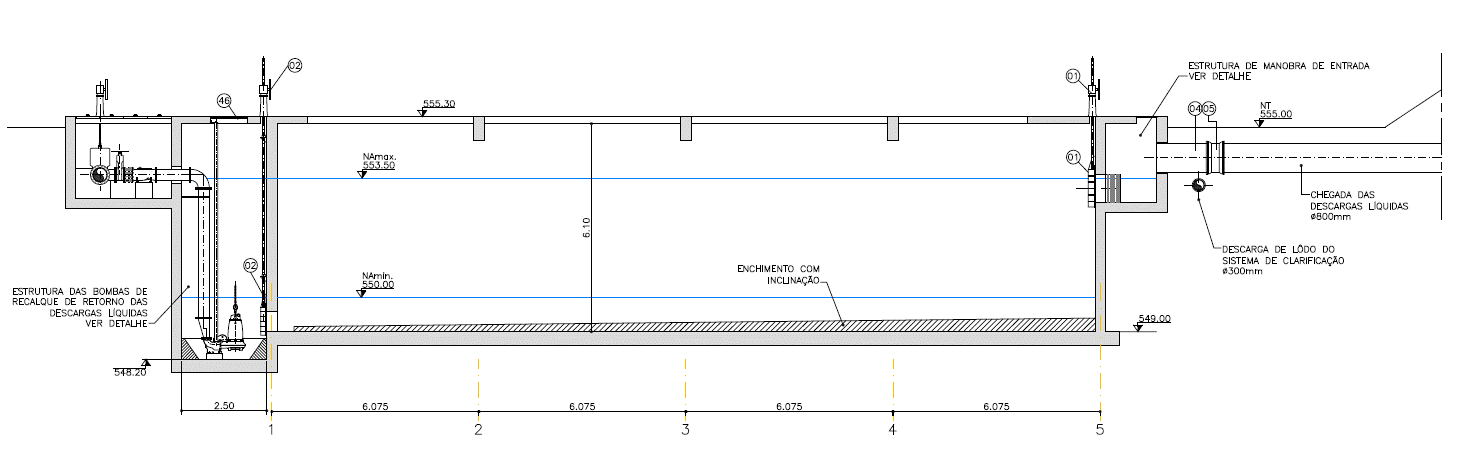 02
01
ESTRUTURA DE MANOBRA DE ENTRADA
VER DETALHE
46
555.30
04
05
NT
555.00
NAmax.
553.50
01
CHEGADA DAS
DESCARGAS LÍQUIDAS
ø800mm
6.10
DESCARGA DE LÔDO DO
SISTEMA DE CLARIFICAÇÃO
ø300mm
02
NAmin.
550.00
ENCHIMENTO COM
INCLINAÇÃO
ESTRUTURA DAS BOMBAS DE
RECALQUE DE RETORNO DAS
DESCARGAS LÍQUIDAS
VER DETALHE
549.00
548.20
2.50
6.075
6.075
6.075
6.075
1
2
3
4
5